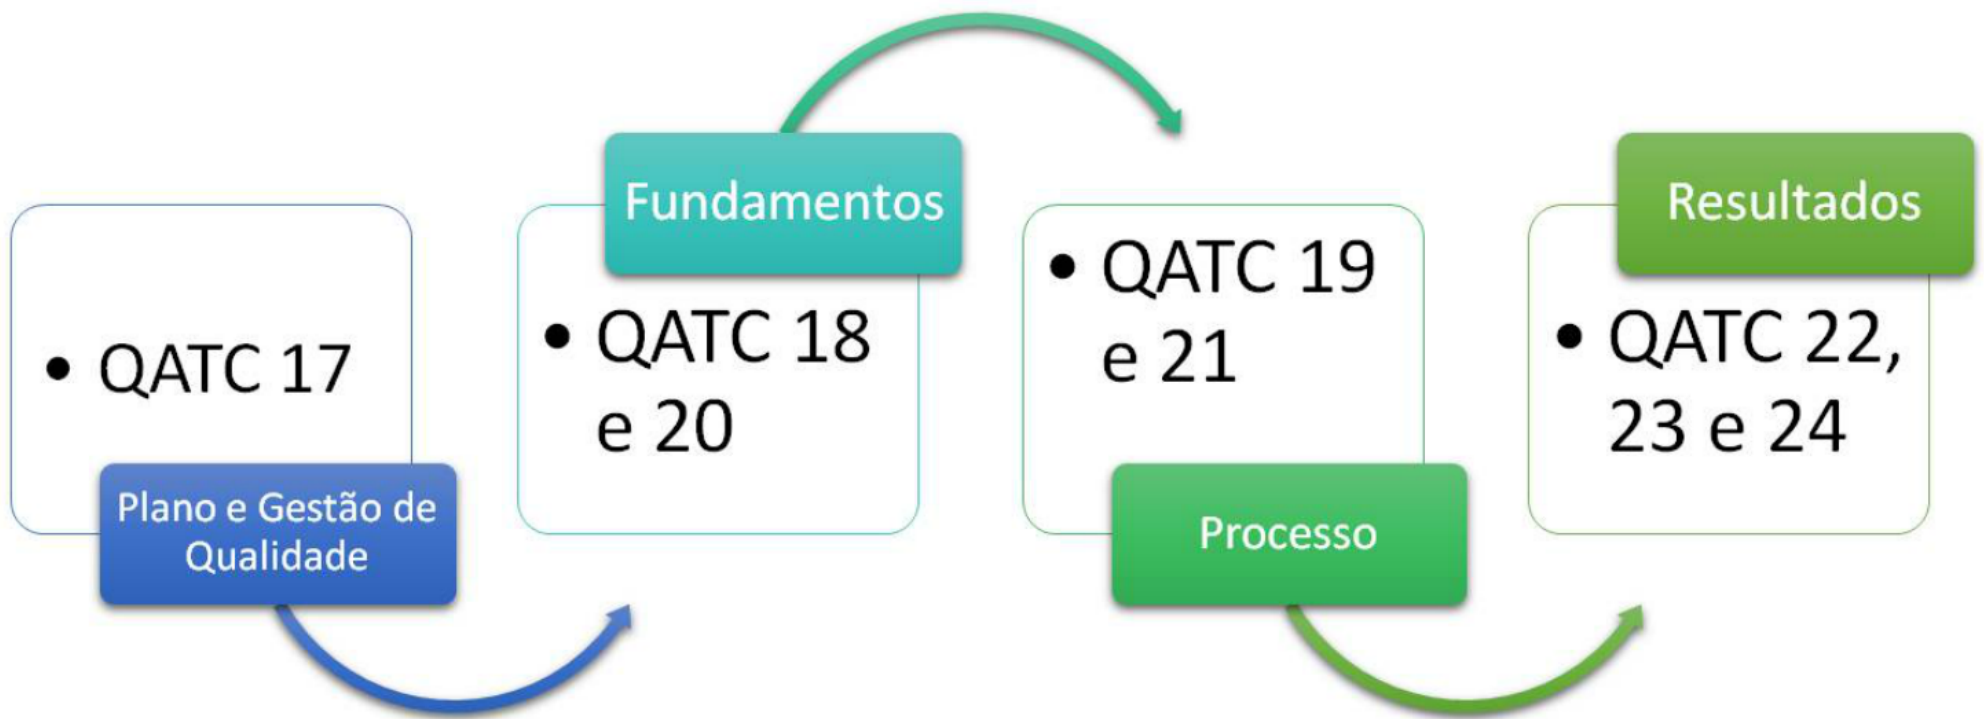 • QATC 17
Plano e Gestão de
Qualidade
Fundamentos
• QATC 18
e 20
• QATC 19
e 21
Processo
Resultados
• QATC 22,
23 e 24